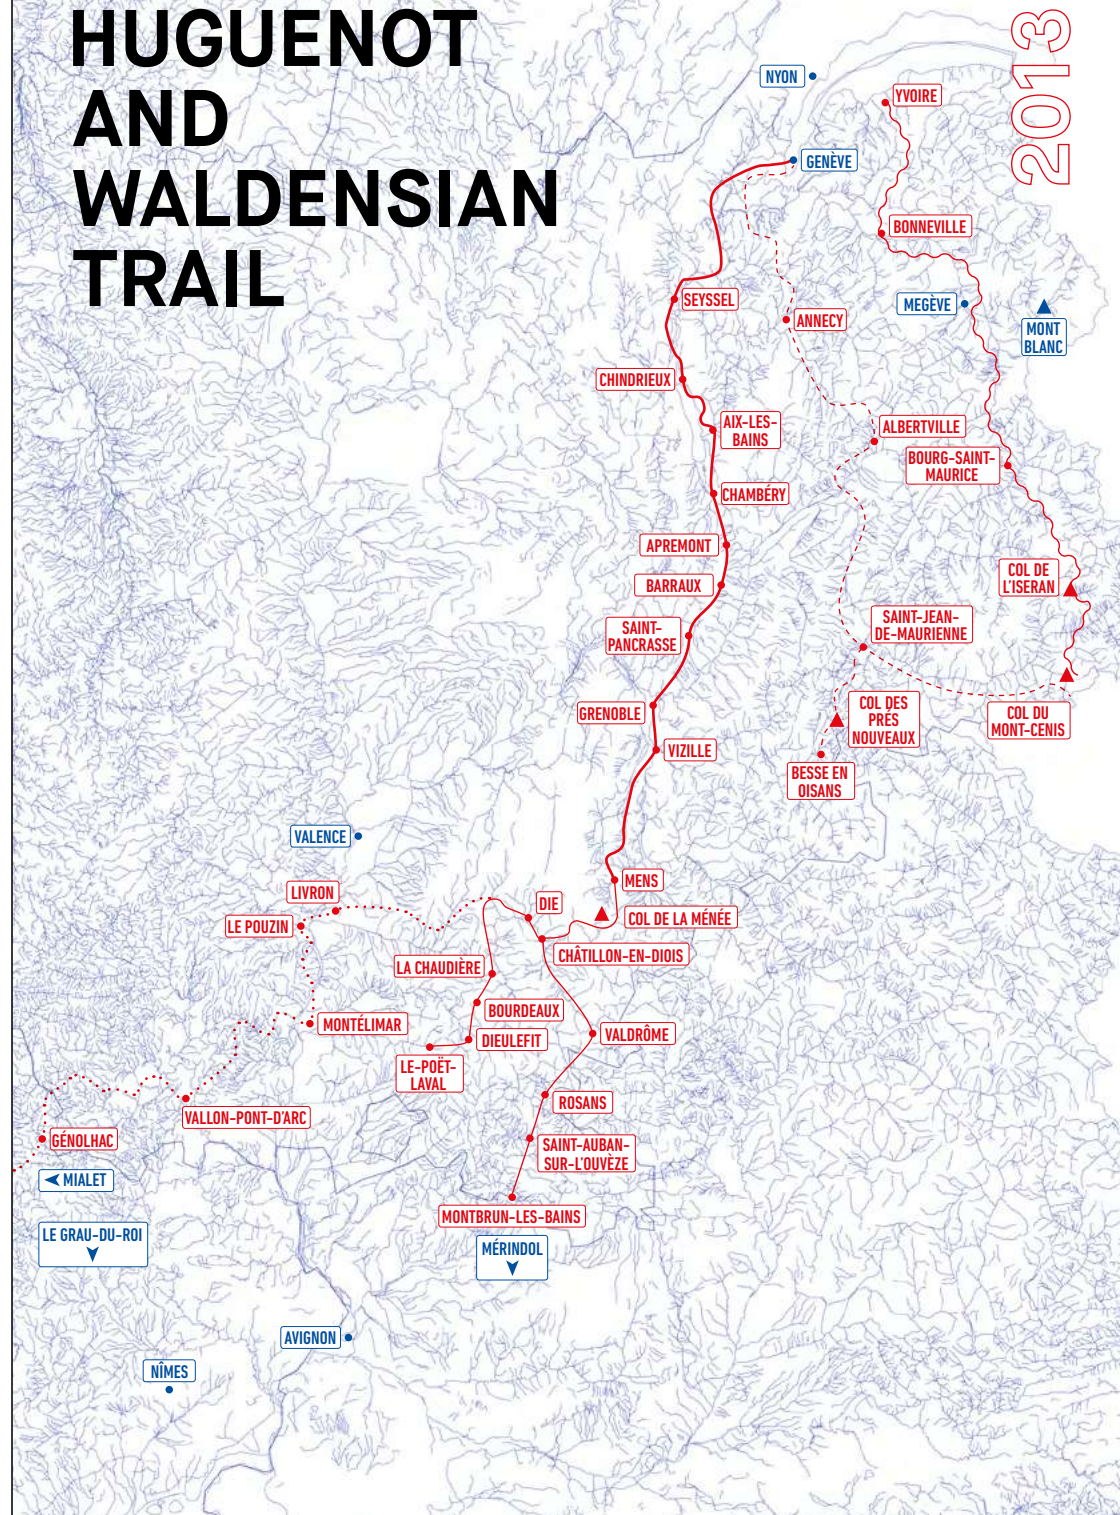 HUGUENOT
AND
WALDENSIAN
TRAIL
2013
NYON
YVOIRE
GENÈVE
BONNEVILLE
SEYSSEL
MEGÈVE
ANNECY
MONT
BLANC
CHINDRIEUX
AIX-LES-
BAINS
ALBERTVILLE
BOURG-SAINT-
MAURICE
CHAMBÉRY
APREMONT
COL DE
L'ISERAN
BARRAUX
SAINT-
PANCRASSE
SAINT-JEAN-
DE-MAURIENNE
GRENOBLE
COL DES
PRÉS
NOUVEAUX
COL DU
MONT-CENIS
VIZILLE
BESSE EN
OISANS
VALENCE
MENS
LIVRON
DIE
COL DE LA MÉNÉE
LE POUZIN
CHÂTILLON-EN-DIOIS
LA CHAUDIÈRE
BOURDEAUX
MONTÉLIMAR
DIEULEFIT
VALDRÔME
LE-POËT-
LAVAL
ROSANS
VALLON-PONT-D'ARC
GÉNOLHAC
SAINT-AUBAN-
SUR-L'OUVÈZE
MIALET
MONTBRUN-LES-BAINS
LE GRAU-DU-ROI
MÉRINDOL
AVIGNON
NÎMES